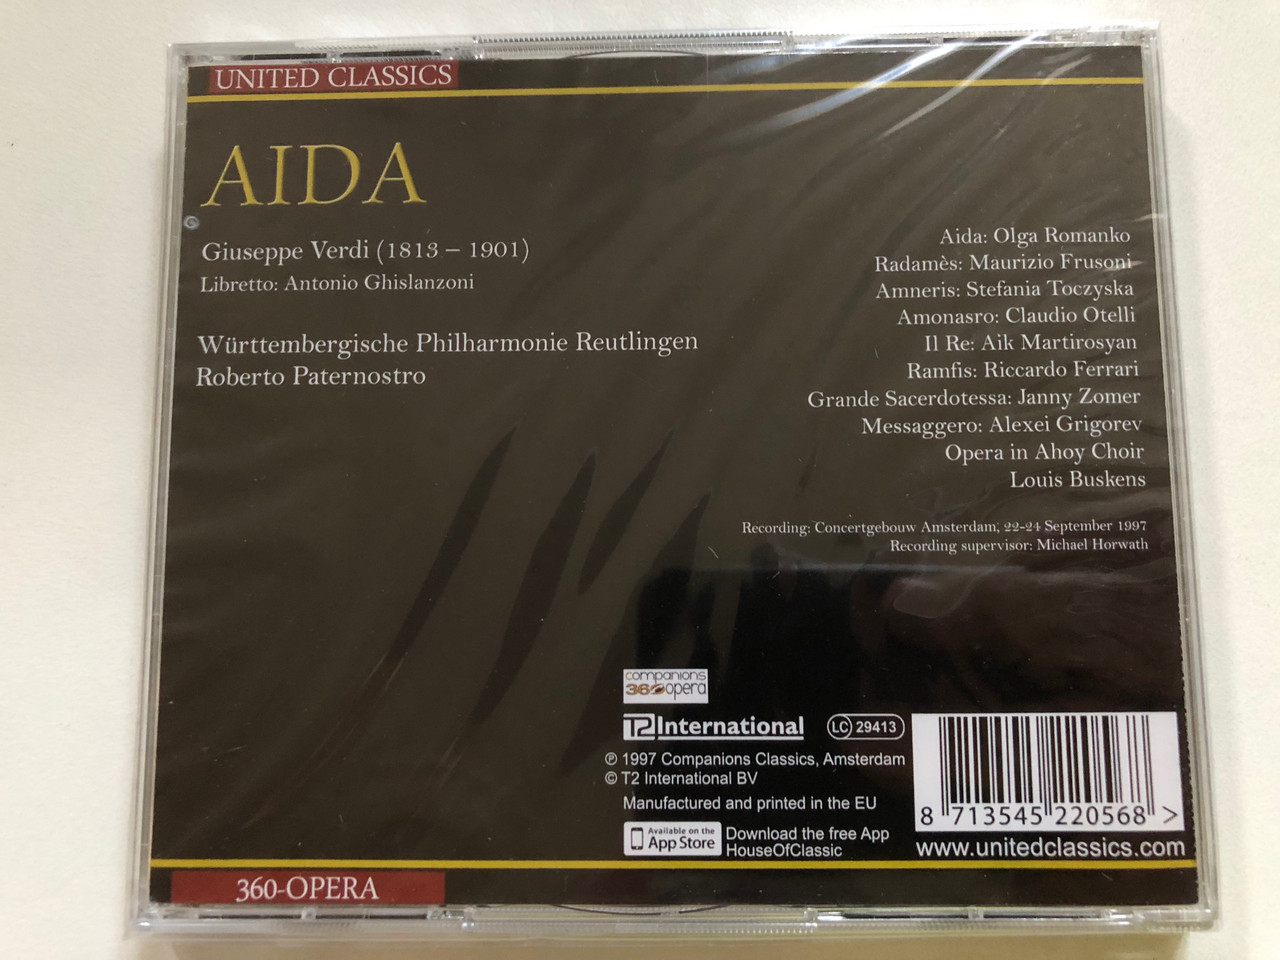 UNITED CLASSICS
AIDA
Giuseppe Verdi (1813 – 1901)
Libretto: Antonio Ghislanzoni
Württembergische Philharmonie Reutlingen
Roberto Paternostro
Aida: Olga Romanko
Radamès: Maurizio Frusoni
Amneris: Stefania Toczyska
Amonasro: Claudio Otelli
Il Re: Aik Martirosyan
Ramfis: Riccardo Ferrari
Grande Sacerdotessa: Janny Zomer
Messaggero: Alexei Grigorev
Opera in Ahoy Choir
Louis Buskens
Recording: Concertgebouw Amsterdam, 22-24 September 1997
Recording supervisor: Michael Horwath
companions
360 opera
T2 International
LC 29413
℗ 1997 Companions Classics, Amsterdam
© T2 International BV
Manufactured and printed in the EU
Available on the
App Store
Download the free App
HouseOfClassic
8 713545 220568 >
www.unitedclassics.com
360-OPERA